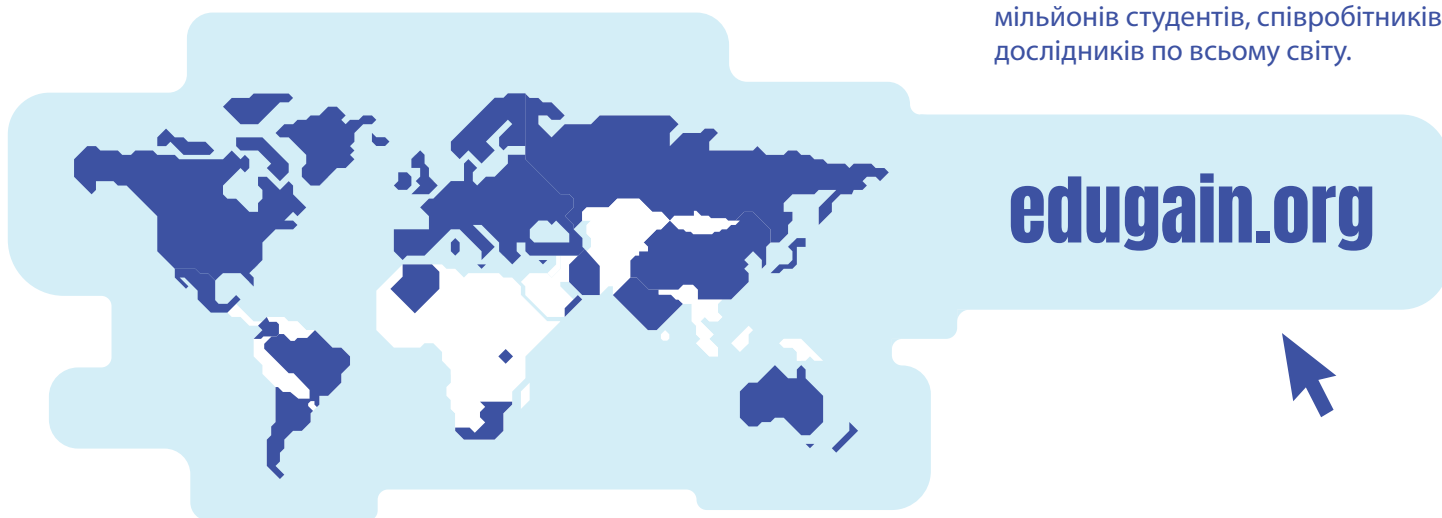 мільйонів студентів, співробітників
дослідників по всьому світу.
edugain.org